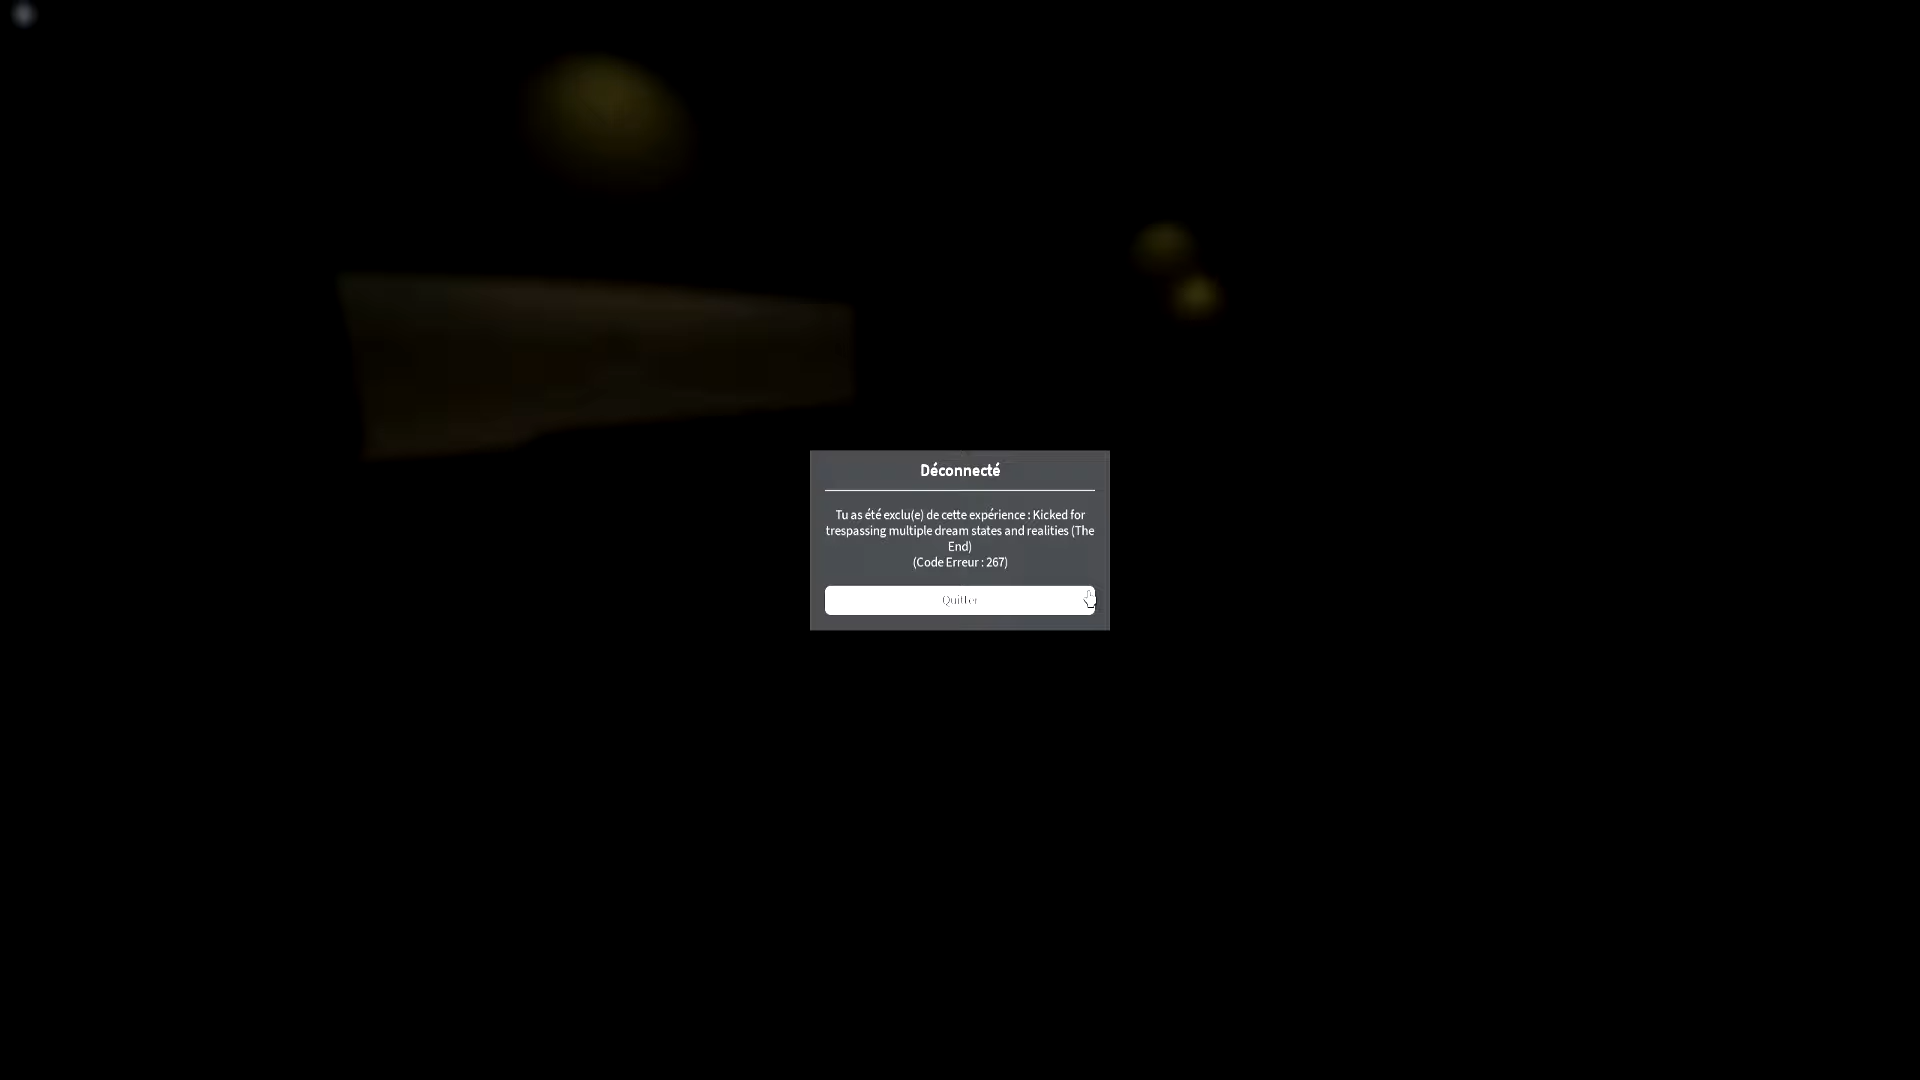 Déconnecté
Tu as été exclu(e) de cette expérience : Kicked for
trespassing multiple dream states and realities (The
End)
(Code Erreur : 267)
Quitter